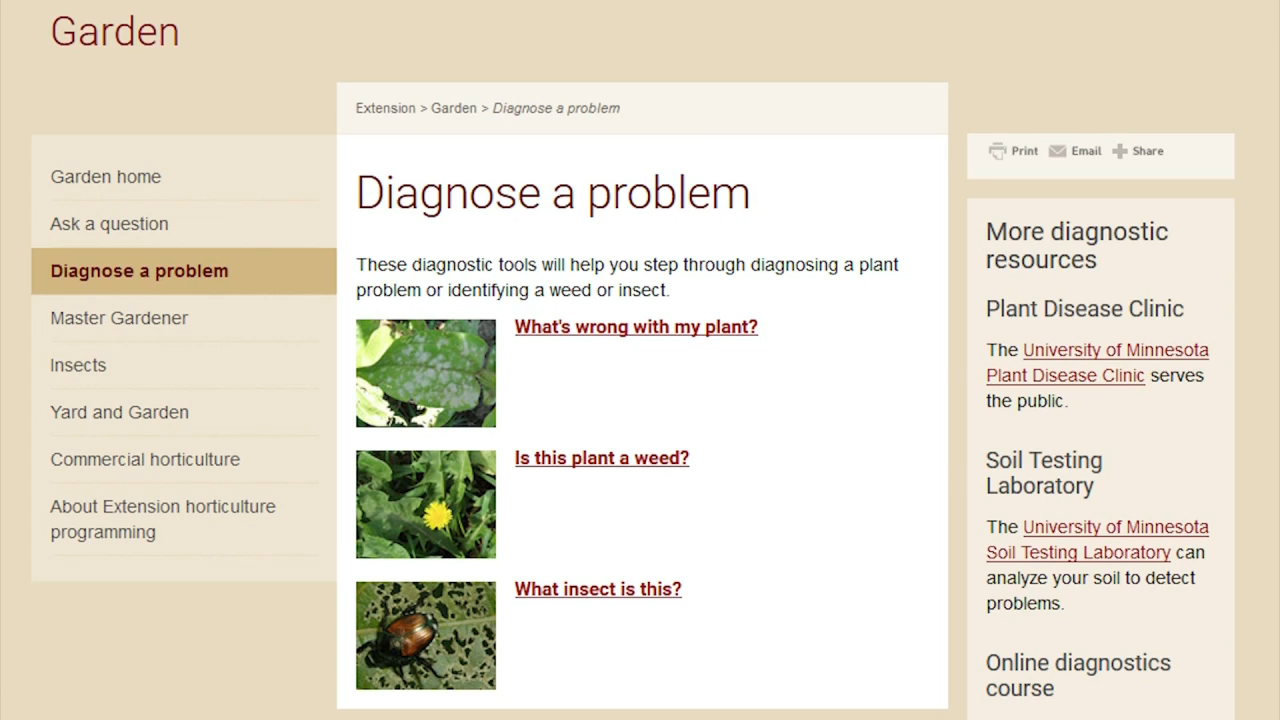 Garden
Extension > Garden > Diagnose a problem
Garden home
Ask a question
Diagnose a problem
Master Gardener
Insects
Yard and Garden
Commercial horticulture
About Extension horticulture
programming
Diagnose a problem
These diagnostic tools will help you step through diagnosing a plant
problem or identifying a weed or insect.
What's wrong with my plant?
Is this plant a weed?
What insect is this?
Print Email Share
More diagnostic
resources
Plant Disease Clinic
The University of Minnesota
Plant Disease Clinic serves
the public.
Soil Testing
Laboratory
The University of Minnesota
Soil Testing Laboratory can
analyze your soil to detect
problems.
Online diagnostics
course